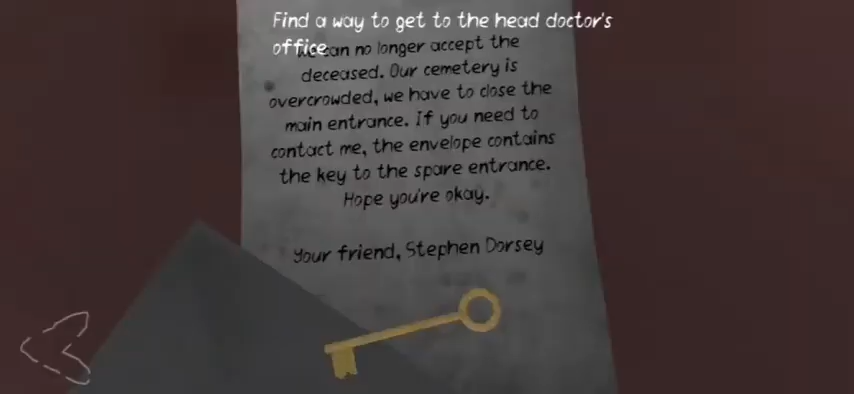 Find a way to get to the head doctor's
office
we can no longer accept the
deceased. Our cemetery is
overcrowded, we have to close the
main entrance. If you need to
contact me, the envelope contains
the key to the spare entrance.
Hope you're okay.
Your friend, Stephen Dorsey